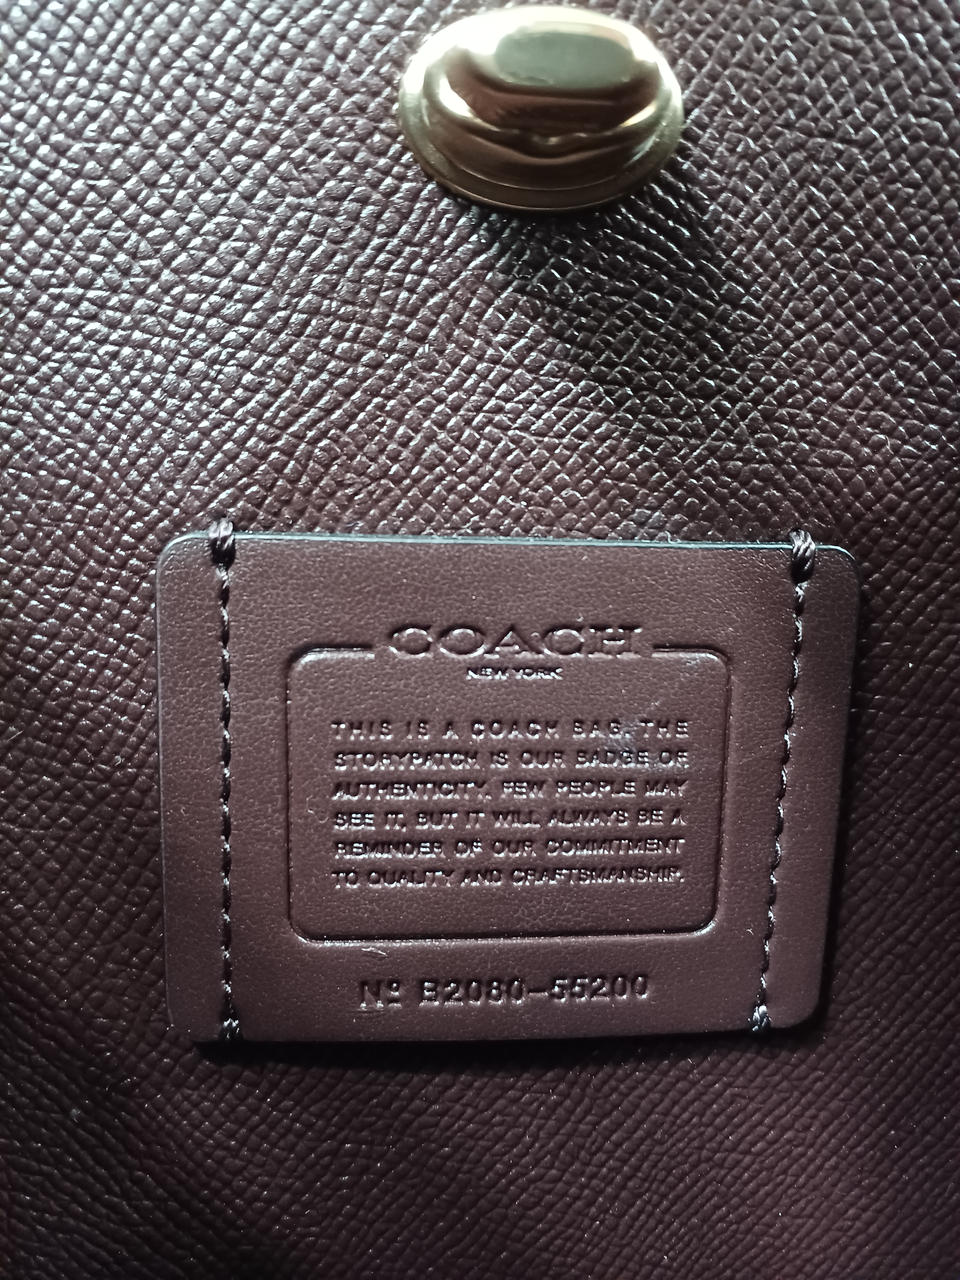 COACH
NEW YORK
THIS IS A COACH BAG. THE
STORYPATCH IS OUR BADGE OF
AUTHENTICITY. FEW PEOPLE MAY
SEE IT, BUT IT WILL ALWAYS BE A
REMINDER OF OUR COMMITMENT
TO QUALITY AND CRAFTSMANSHIP.
Nº B2080-55200